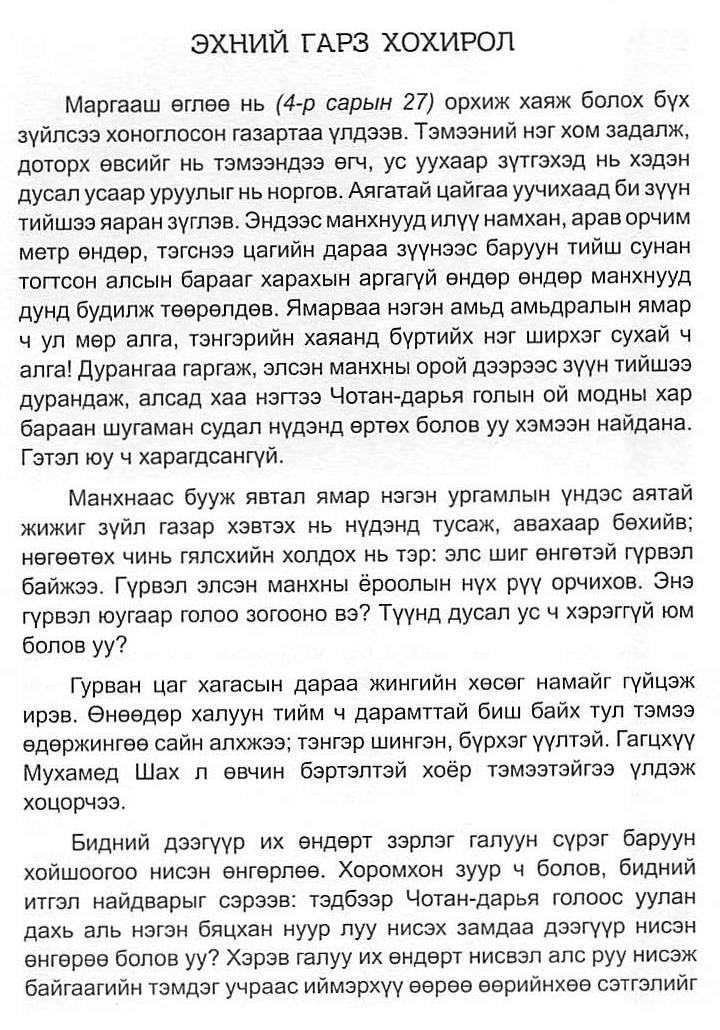 ЭХНИЙ ГАРЗ ХОХИРОЛ
Маргааш өглөө нь (4-р сарын 27) орхиж хаяж болох бүх
зүйлсээ хоноглосон газартаа үлдээв. Тэмээний нэг хом задалж,
доторх өвсийг нь тэмээндээ өгч, ус уухаар зүтгэхэд нь хэдэн
дусал усаар уруулыг нь норгов. Аягатай цайгаа уучихаад би зүүн
тийшээ яаран зүглэв. Эндээс манхнууд илүү намхан, арав орчим
метр өндөр, тэгснээ цагийн дараа зүүнээс баруун тийш сунан
тогтсон алсын барааг харахын аргагүй өндөр өндөр манхнууд
дунд будилж төөрөлдөв. Ямарваа нэгэн амьд амьдралын ямар
ч ул мөр алга, тэнгэрийн хаяанд бүртийх нэг ширхэг сухай ч
алга! Дурангаа гаргаж, элсэн манхны орой дээрээс зүүн тийшээ
дурандаж, алсад хаа нэгтээ Чотан-дарья голын ой модны хар
бараан шугаман судал нүдэнд өртөх болов уу хэмээн найдана.
Гэтэл юу ч харагдсангүй.
Манхнаас бууж явтал ямар нэгэн ургамлын үндэс аятай
жижиг зүйл газар хэвтэх нь нүдэнд тусаж, авахаар бөхийв;
нөгөөтөх чинь гялсхийн холдох нь тэр: элс шиг өнгөтэй гүрвэл
байжээ. Гүрвэл элсэн манхны ёроолын нүх рүү орчихов. Энэ
гүрвэл юугаар голоо зогооно вэ? Түүнд дусал ус ч хэрэггүй юм
болов уу?
Гурван цаг хагасын дараа жингийн хөсөг намайг гүйцэж
ирэв. Өнөөдөр халуун тийм ч дарамттай биш байх тул тэмээ
өдөржингөө сайн алхжээ; тэнгэр шингэн, бүрхэг үүлтэй. Гагцхүү
Мухамед Шах л өвчин бэртэлтэй хоёр тэмээтэйгээ үлдэж
хоцорчээ.
Бидний дээгүүр их өндөрт зэрлэг галуун сүрэг баруун
хойшоогоо нисэн өнгөрлөө. Хоромхон зуур ч болов, бидний
итгэл найдварыг сэрээв: тэдбээр Чотан-дарья голоос уулан
дахь аль нэгэн бяцхан нуур луу нисэх замдаа дээгүүр нисэн
өнгөрөө болов уу? Хэрэв галуу их өндөрт нисвэл алс руу нисэж
байгаагийн тэмдэг учраас иймэрхүү өөрөө өөрийнхөө сэтгэлийг